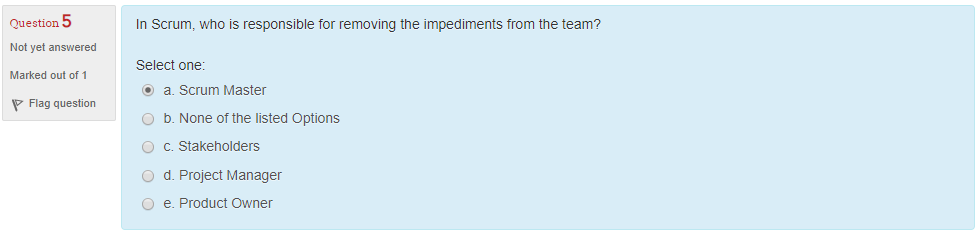 Question 5
Not yet answered
Marked out of 1
Flag question
In Scrum, who is responsible for removing the impediments from the team?
Select one:
a. Scrum Master
b. None of the listed Options
c. Stakeholders
d. Project Manager
e. Product Owner